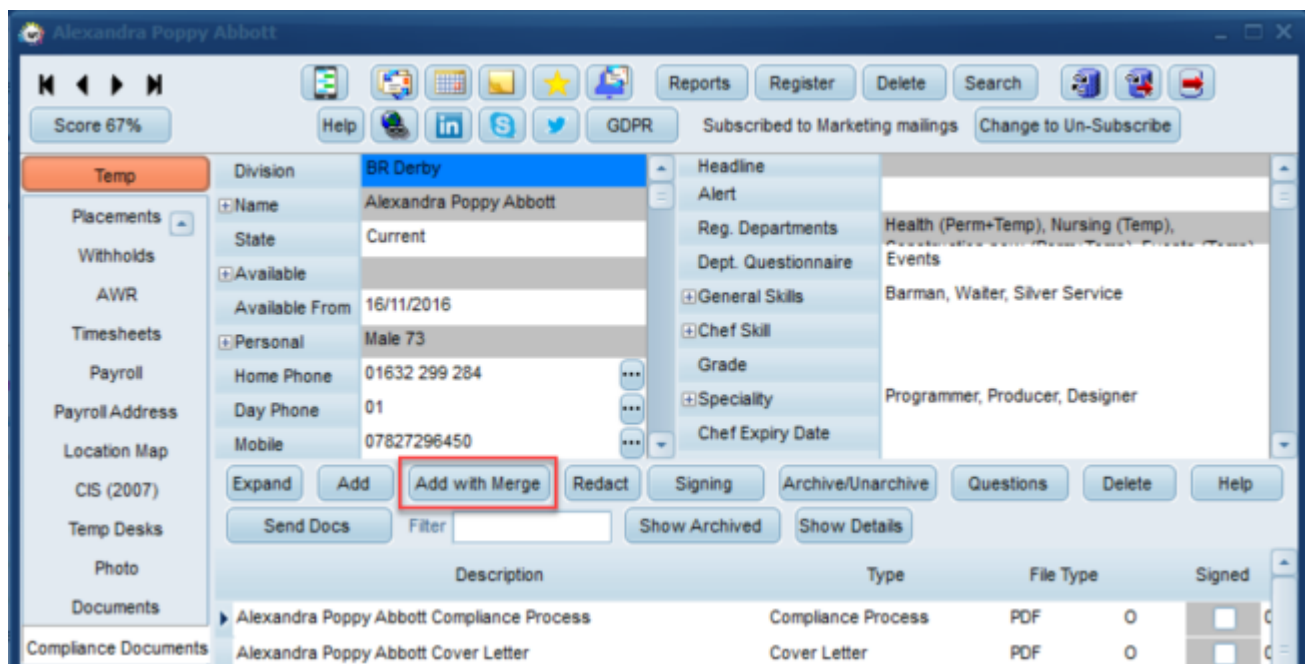 Alexandra Poppy Abbott
Reports Register Delete Search
Score 67% Help in GDPR Subscribed to Marketing mailings Change to Un-Subscribe
Temp
Placements
Withholds
AWR
Timesheets
Payroll
Payroll Address
Location Map
CIS (2007)
Temp Desks
Photo
Documents
Compliance Documents
Division BR Derby
Name Alexandra Poppy Abbott
State Current
Available
Available From 16/11/2016
Personal Male 73
Home Phone 01632 299 284
Day Phone 01
Mobile 07827296450
Headline
Alert
Reg. Departments Health (Perm+Temp), Nursing (Temp),
Dept. Questionnaire Events
General Skills Barman, Waiter, Silver Service
Chef Skill
Grade
Speciality Programmer, Producer, Designer
Chef Expiry Date
Expand Add Add with Merge Redact Signing Archive/Unarchive Questions Delete Help
Send Docs Filter Show Archived Show Details
Description Type File Type Signed
Alexandra Poppy Abbott Compliance Process Compliance Process PDF O
Alexandra Poppy Abbott Cover Letter Cover Letter PDF O